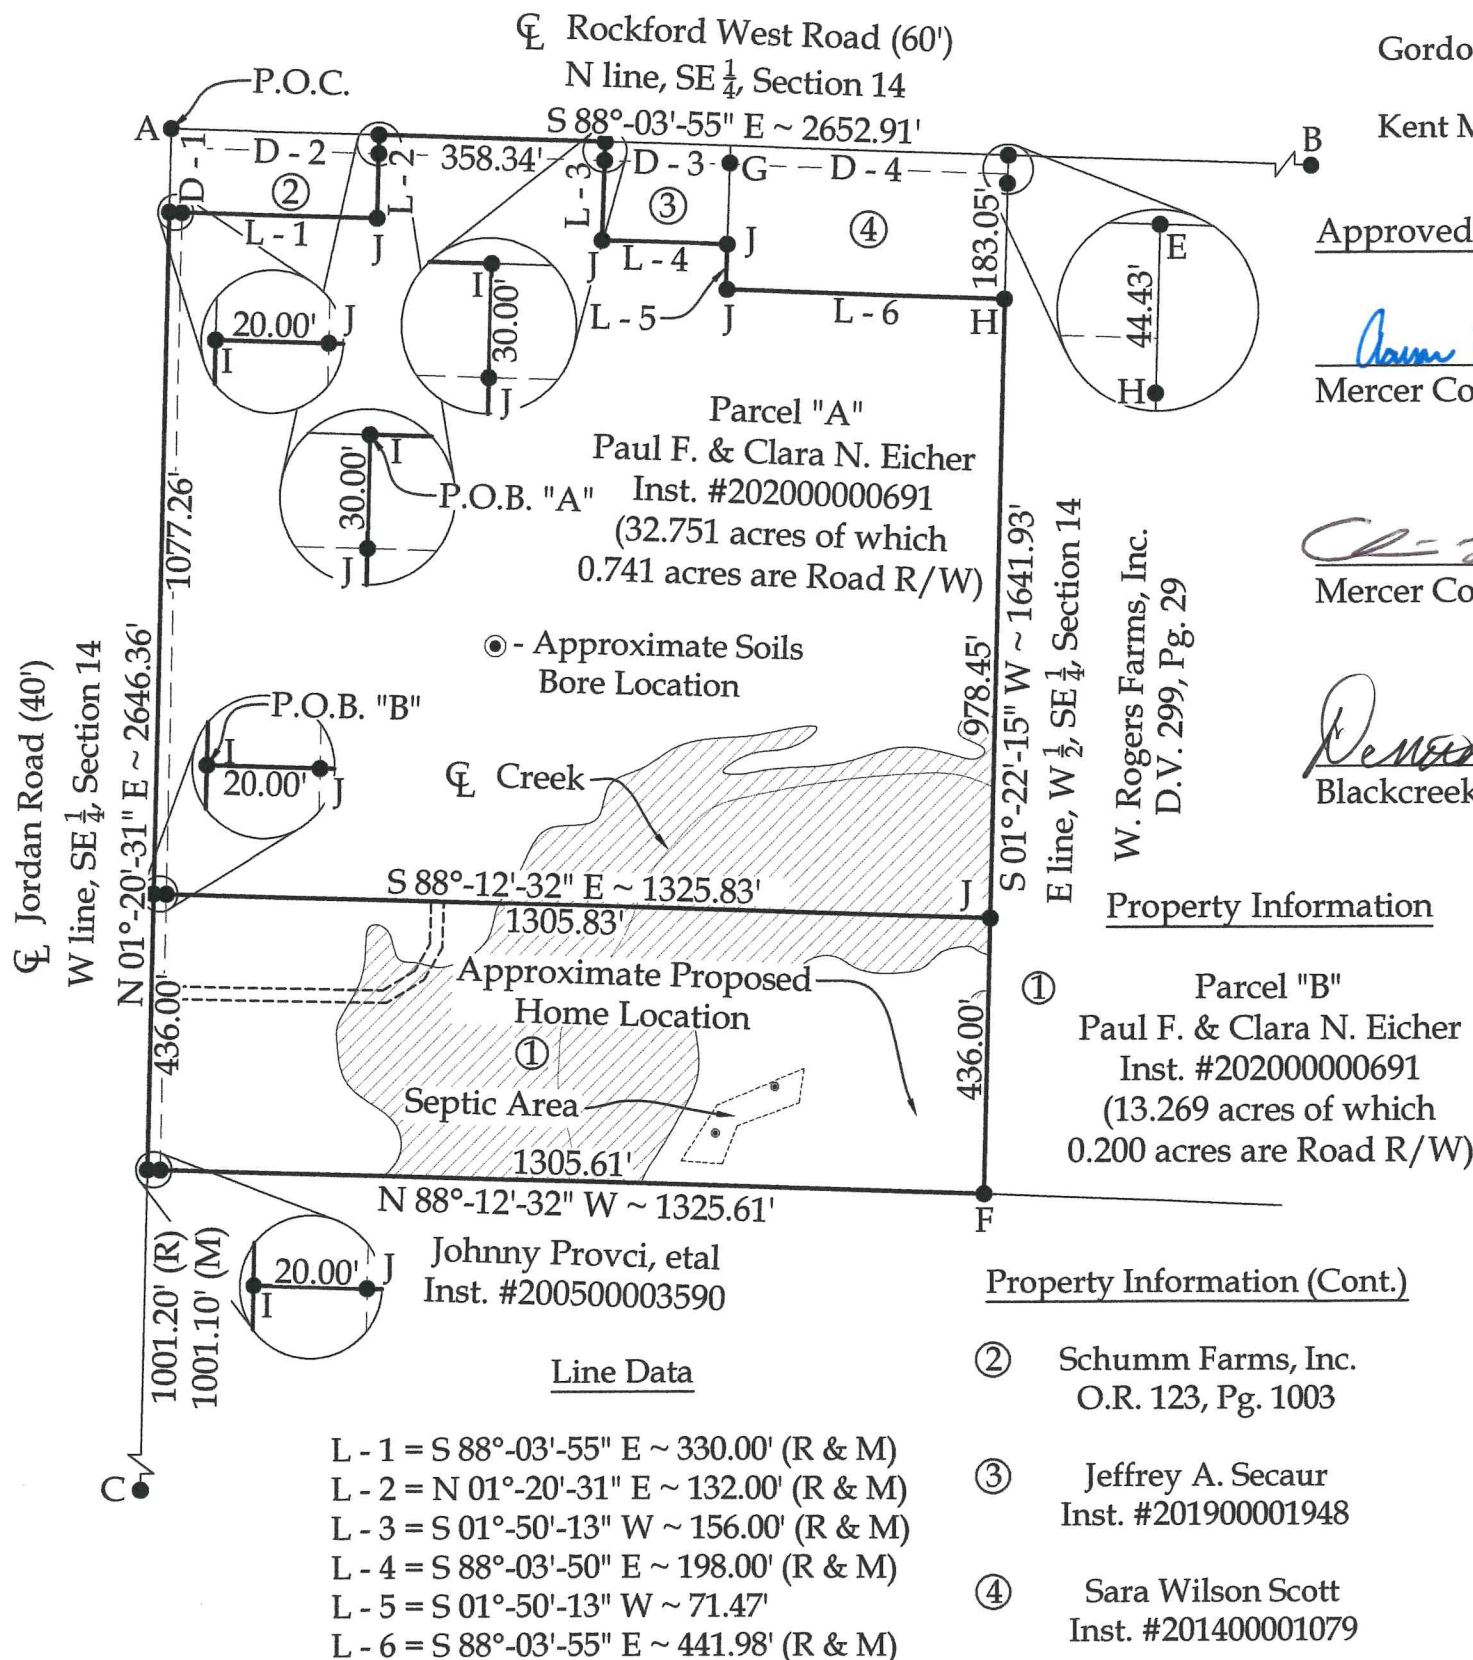 ℄ Rockford West Road (60')
N line, SE 1/4, Section 14
S 88°-03'-55" E ~ 2652.91'
P.O.C.
A
B
D - 1
D - 2
L - 2
358.34'
L - 3
D - 3
G
D - 4
②
③
④
L - 1
J
J
L - 4
J
L - 5
J
L - 6
H
183.05'
E
44.43'
H
20.00'
I
J
I
30.00'
J
I
30.00'
J
P.O.B. "A"
Parcel "A"
Paul F. & Clara N. Eicher
Inst. #202000000691
(32.751 acres of which
0.741 acres are Road R/W)
1077.26'
⦿ - Approximate Soils
Bore Location
℄ Jordan Road (40')
W line, SE 1/4, Section 14
N 01°-20'-31" E ~ 2646.36'
P.O.B. "B"
I
20.00'
J
℄ Creek
978.45'
S 01°-22'-15" W ~ 1641.93'
E line, W 1/2, SE 1/4, Section 14
W. Rogers Farms, Inc.
D.V. 299, Pg. 29
S 88°-12'-32" E ~ 1325.83'
1305.83'
J
436.00'
Approximate Proposed
Home Location
①
Septic Area
436.00'
1305.61'
N 88°-12'-32" W ~ 1325.61'
F
1001.20' (R)
1001.10' (M)
20.00'
I
J
C
Johnny Provci, etal
Inst. #200500003590
Line Data
L - 1 = S 88°-03'-55" E ~ 330.00' (R & M)
L - 2 = N 01°-20'-31" E ~ 132.00' (R & M)
L - 3 = S 01°-50'-13" W ~ 156.00' (R & M)
L - 4 = S 88°-03'-50" E ~ 198.00' (R & M)
L - 5 = S 01°-50'-13" W ~ 71.47'
L - 6 = S 88°-03'-55" E ~ 441.98' (R & M)
Gordo
Kent M
Approved
Mercer Co
Mercer Co
Blackcreek
Property Information
①
Parcel "B"
Paul F. & Clara N. Eicher
Inst. #202000000691
(13.269 acres of which
0.200 acres are Road R/W)
Property Information (Cont.)
② Schumm Farms, Inc.
O.R. 123, Pg. 1003
③ Jeffrey A. Secaur
Inst. #201900001948
④ Sara Wilson Scott
Inst. #201400001079